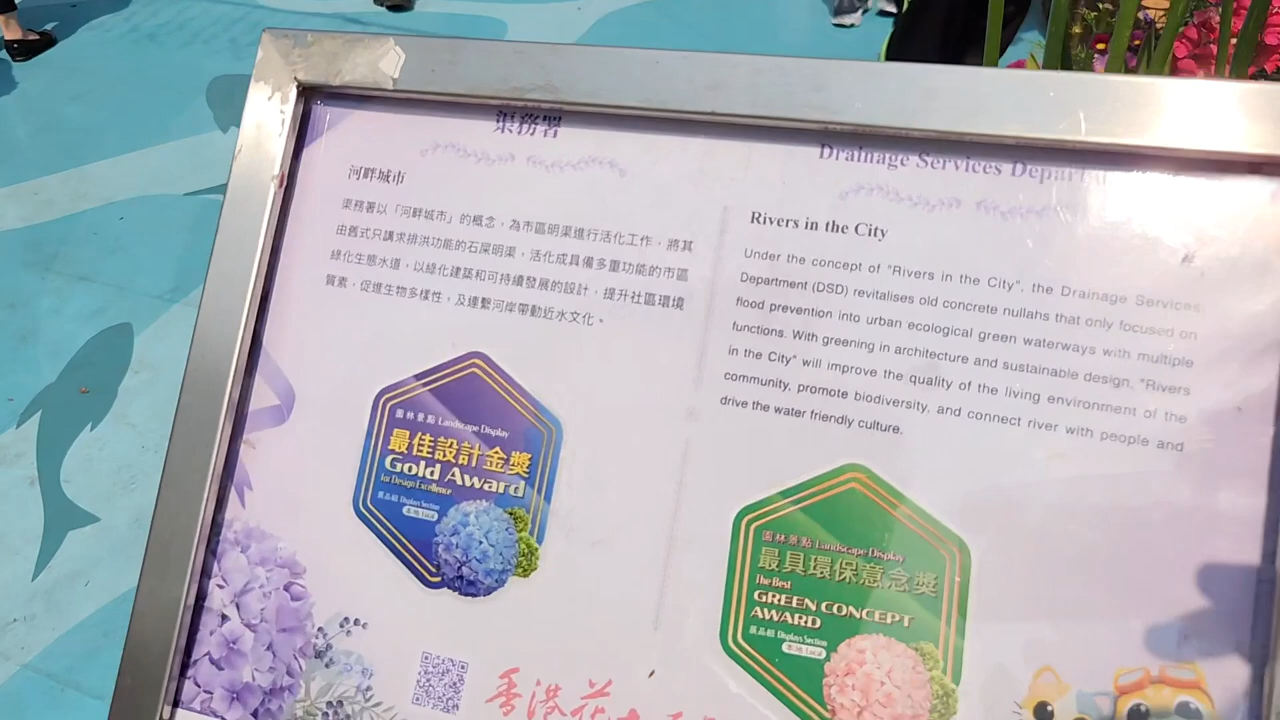 渠務署
河畔城市
渠務署以「河畔城市」的概念，為市區明渠進行活化工作，將其
由舊式只講求排洪功能的石屎明渠，活化成具備多重功能的市區
綠化生態水道，以綠化建築和可持續發展的設計，提升社區環境
質素，促進生物多樣性，及連繫河岸帶動近水文化。
園林景點 Landscape Display
最佳設計金獎
Gold Award
for Design Excellence
展品組 Displays Section
本地 Local
香港花
Drainage Services
Rivers in the City
Under the concept of "Rivers in the City", the Drainage Services
Department (DSD) revitalises old concrete nullahs that only focused on
flood prevention into urban ecological green waterways with multiple
functions. With greening in architecture and sustainable design, "Rivers
in the City" will improve the quality of the living environment of the
community, promote biodiversity, and connect river with people and
drive the water friendly culture.
園林景點 Landscape Display
最具環保意念獎
The Best
GREEN CONCEPT
AWARD
展品組 Displays Section
本地 Local